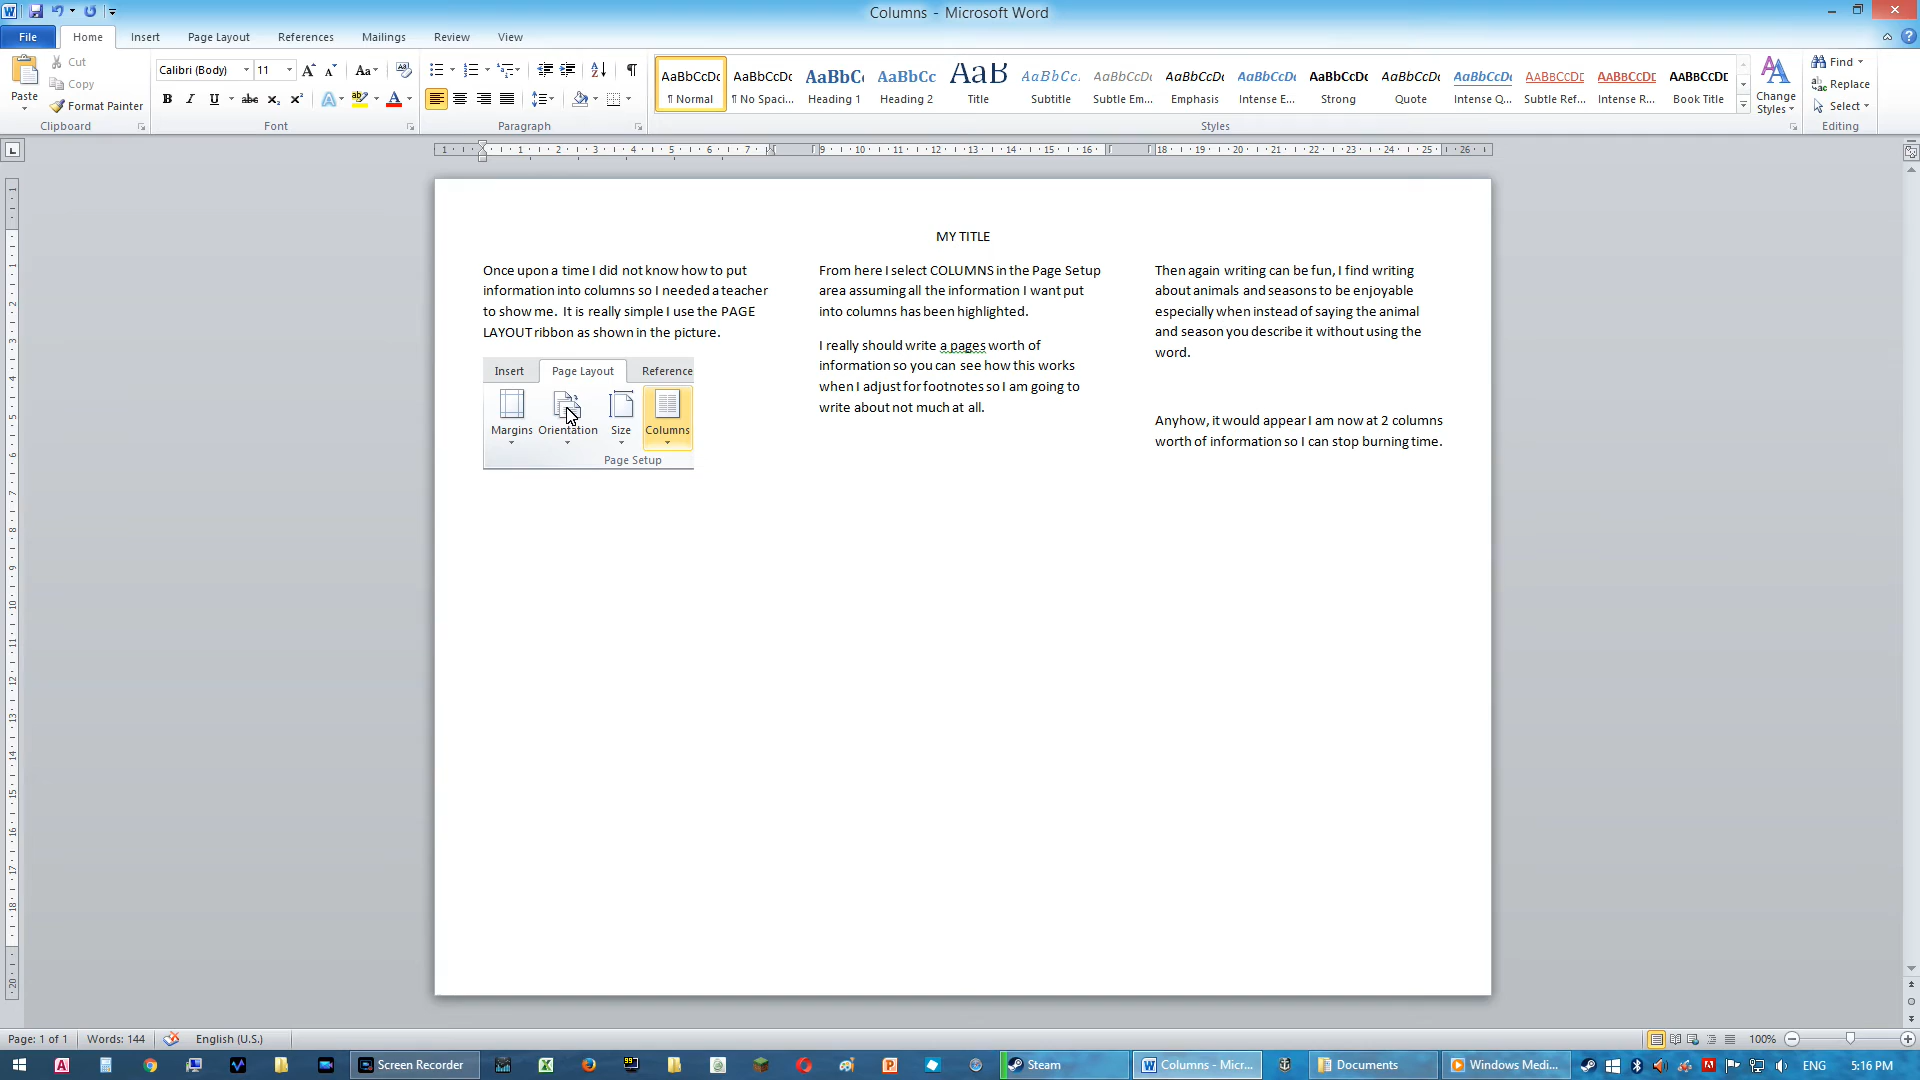 Columns - Microsoft Word
File Home Insert Page Layout References Mailings Review View
Paste
Cut
Copy
Format Painter
Clipboard
Calibri (Body) 11
Font
Paragraph
AaBbCcDc AaBbCcDc AaBbC AaBbCc AaB AaBbCc. AaBbCcDc AaBbCcDc AaBbCcDc AaBbCcDc AaBbCcDc AaBbCcDc AABBCCDE AABBCCDE AABBCCDE
¶ Normal ¶ No Spaci... Heading 1 Heading 2 Title Subtitle Subtle Em... Emphasis Intense E... Strong Quote Intense Q... Subtle Ref... Intense R... Book Title
Change
Styles
Styles
Find
Replace
Select
Editing
MY TITLE
Once upon a time I did not know how to put
information into columns so I needed a teacher
to show me. It is really simple I use the PAGE
LAYOUT ribbon as shown in the picture.
Insert Page Layout Reference
Margins Orientation Size Columns
Page Setup
From here I select COLUMNS in the Page Setup
area assuming all the information I want put
into columns has been highlighted.
I really should write a pages worth of
information so you can see how this works
when I adjust for footnotes so I am going to
write about not much at all.
Then again writing can be fun, I find writing
about animals and seasons to be enjoyable
especially when instead of saying the animal
and season you describe it without using the
word.
Anyhow, it would appear I am now at 2 columns
worth of information so I can stop burning time.
Page: 1 of 1 Words: 144 English (U.S.) 100%
Screen Recorder Steam Columns - Micr... Documents Windows Medi... ENG 5:16 PM